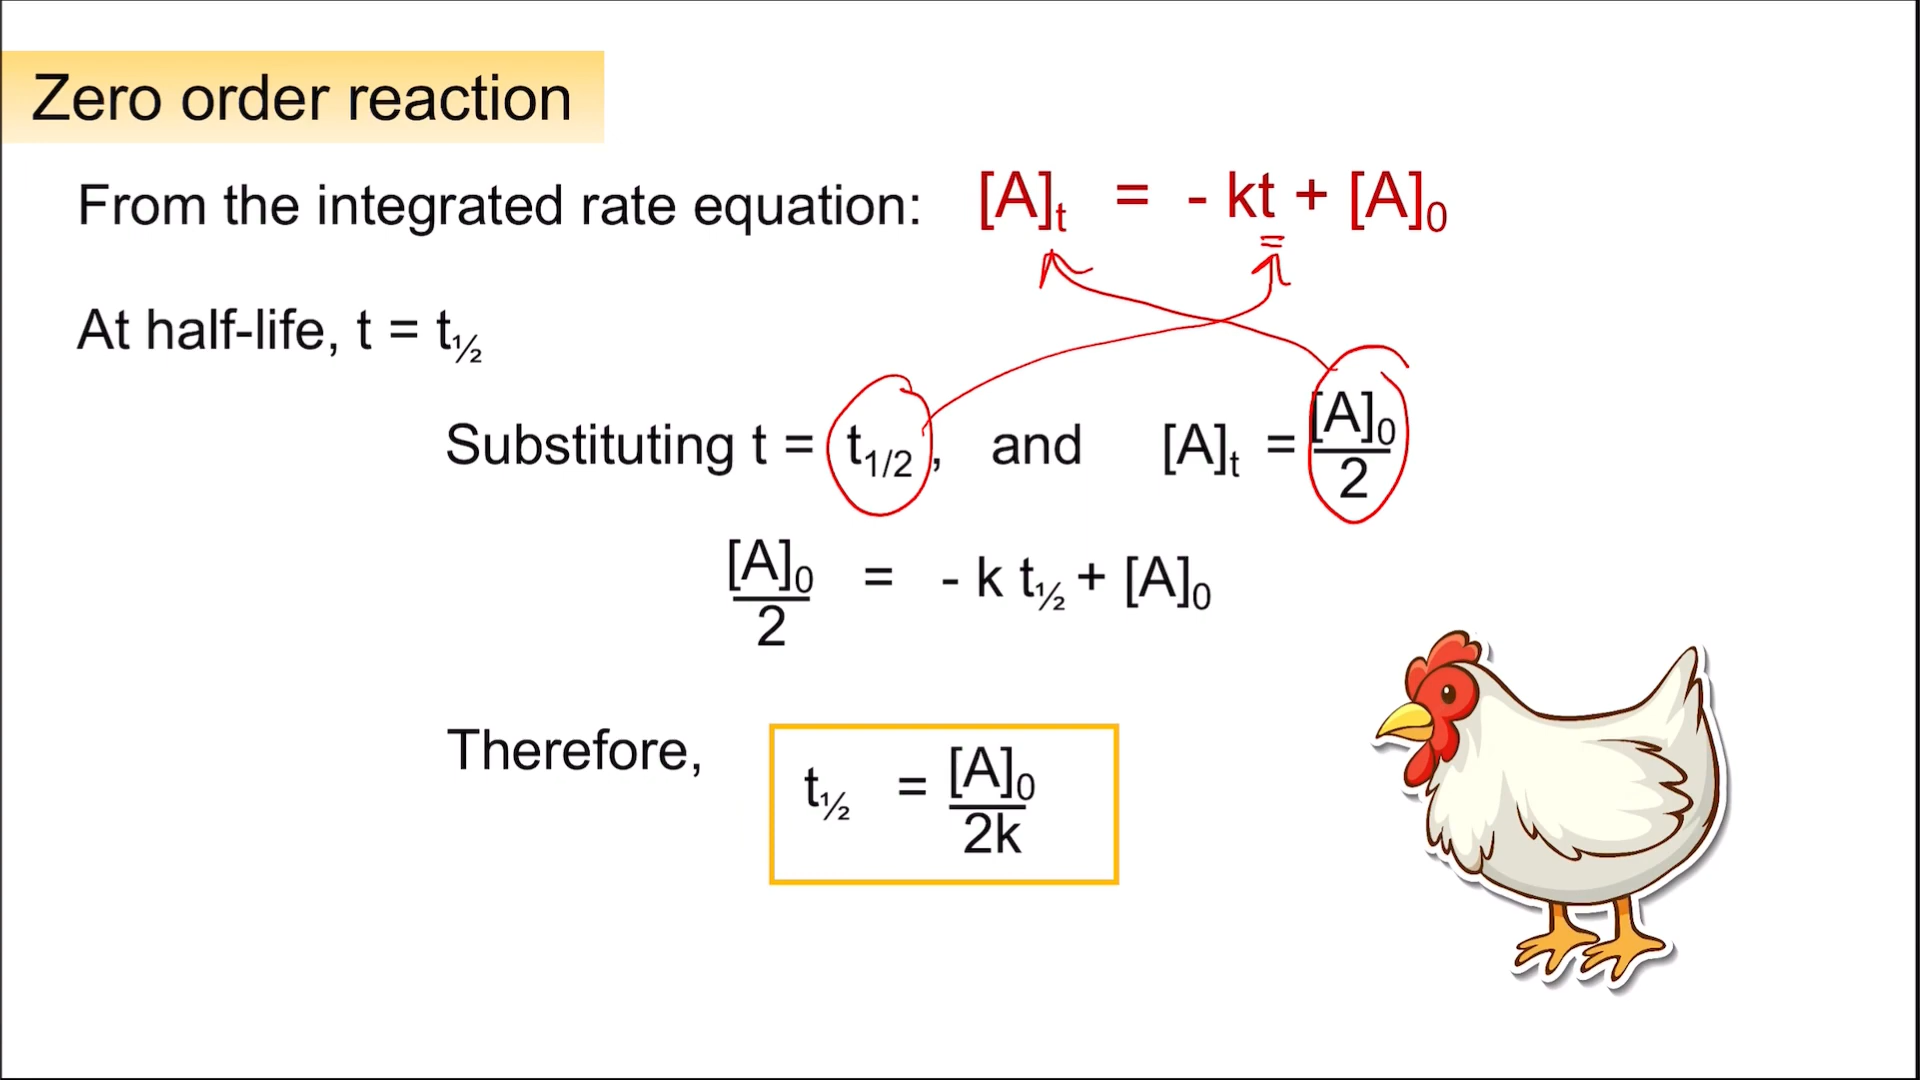 Zero order reaction
From the integrated rate equation: [A]t = - kt + [A]0
At half-life, t = t½
Substituting t = t1/2, and [A]t = [A]0/2
[A]0/2 = - k t½ + [A]0
Therefore, t½ = [A]0/2k